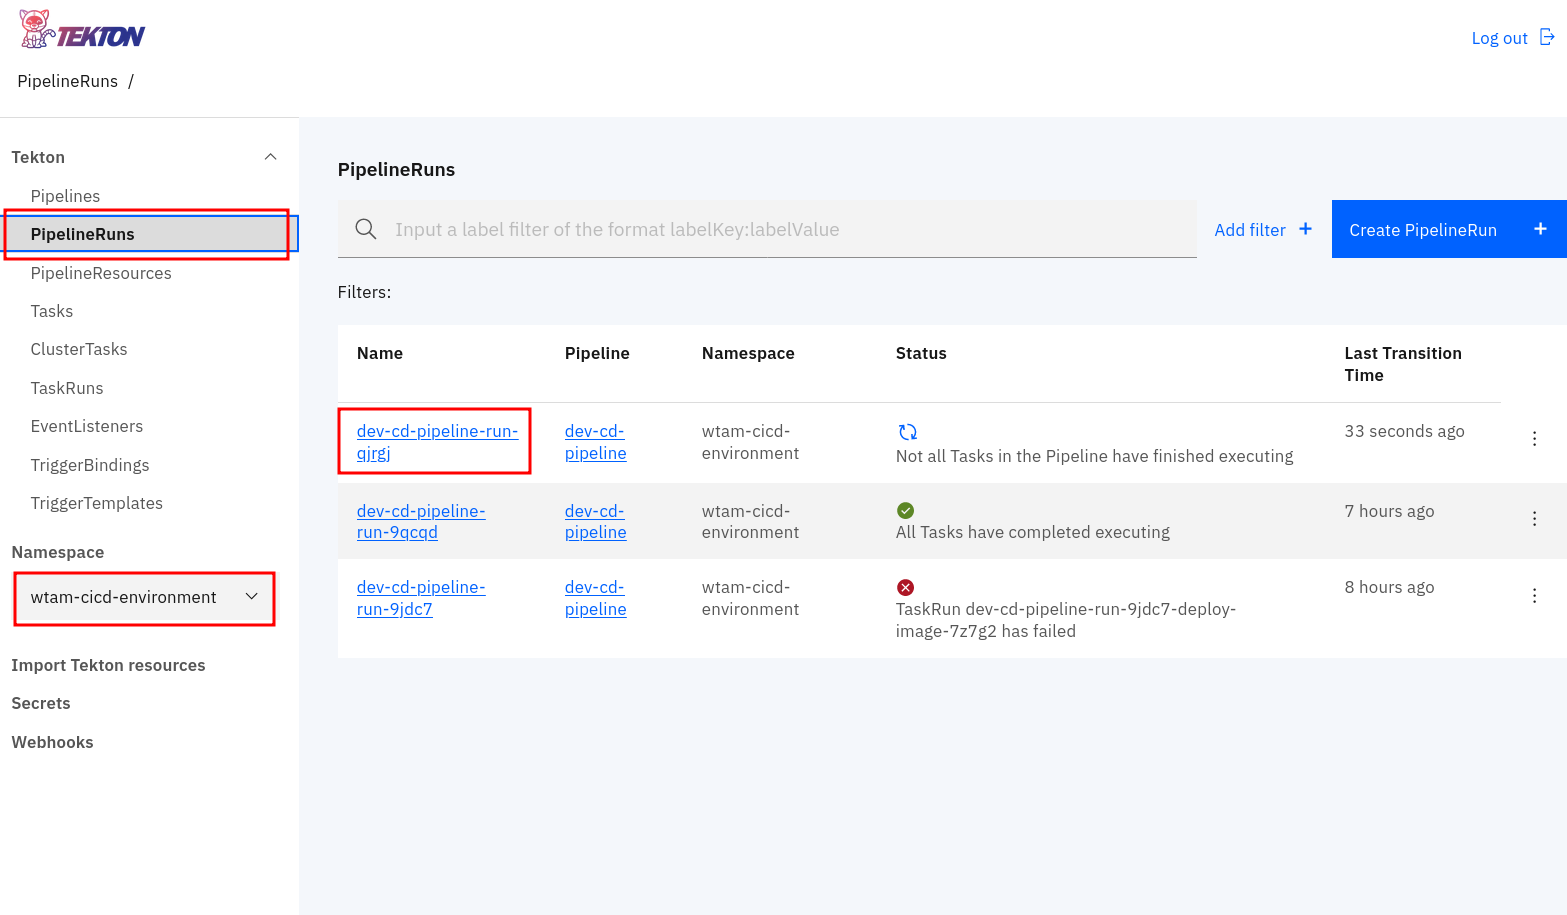 TEKTON
Log out
PipelineRuns /
Tekton
Pipelines
PipelineRuns
PipelineResources
Tasks
ClusterTasks
TaskRuns
EventListeners
TriggerBindings
TriggerTemplates
Namespace
wtam-cicd-environment
Import Tekton resources
Secrets
Webhooks
PipelineRuns
Input a label filter of the format labelKey:labelValue
Add filter +
Create PipelineRun +
Filters:
Name Pipeline Namespace Status Last Transition
Time
dev-cd-pipeline-run- dev-cd- wtam-cicd- 33 seconds ago
qjrgj pipeline environment Not all Tasks in the Pipeline have finished executing
dev-cd-pipeline- dev-cd- wtam-cicd- 7 hours ago
run-9qcqd pipeline environment All Tasks have completed executing
dev-cd-pipeline- dev-cd- wtam-cicd- 8 hours ago
run-9jdc7 pipeline environment TaskRun dev-cd-pipeline-run-9jdc7-deploy-
image-7z7g2 has failed